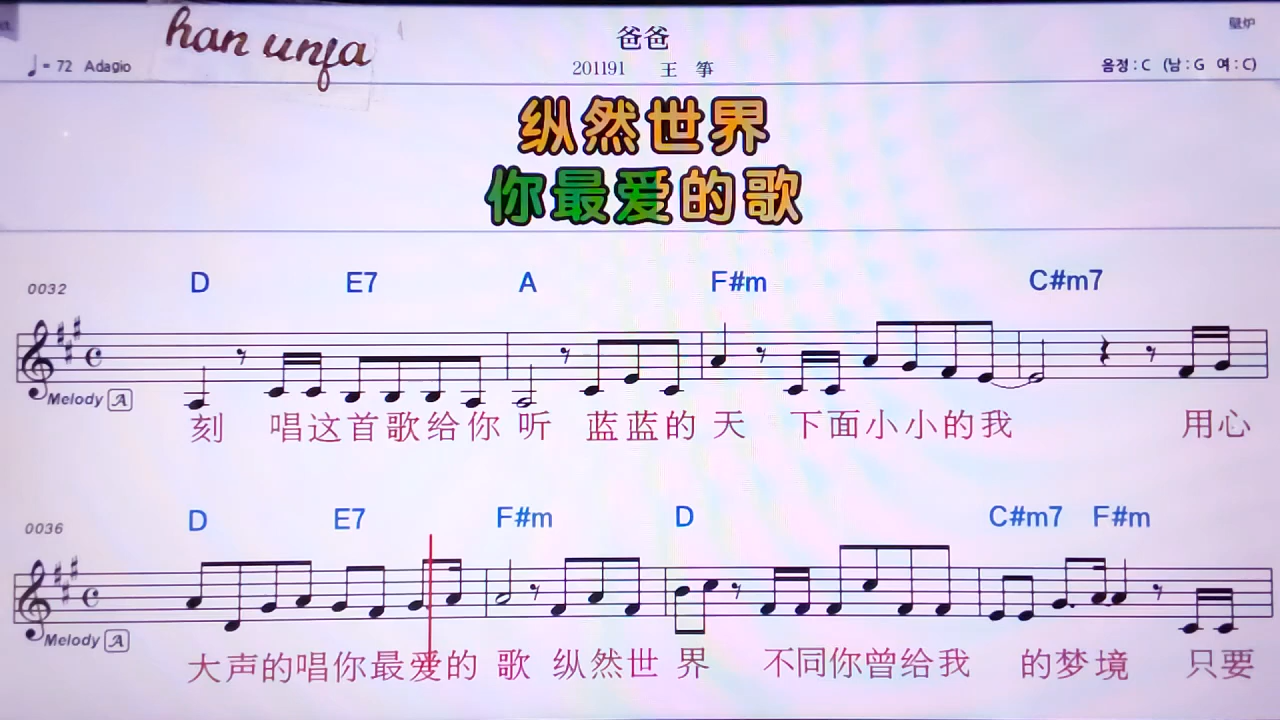 han unfa
爸爸
♩= 72 Adagio
201191 王 筝
음정 : C (남 : G 여 : C)
纵然世界
你最爱的歌
0032
D E7 A F#m C#m7
Melody A
刻 唱这首歌给你 听 蓝蓝的 天 下面小小的我 用心
0036
D E7 F#m D C#m7 F#m
Melody A
大声的唱你最爱的 歌 纵然世 界 不同你曾给我 的梦境 只要